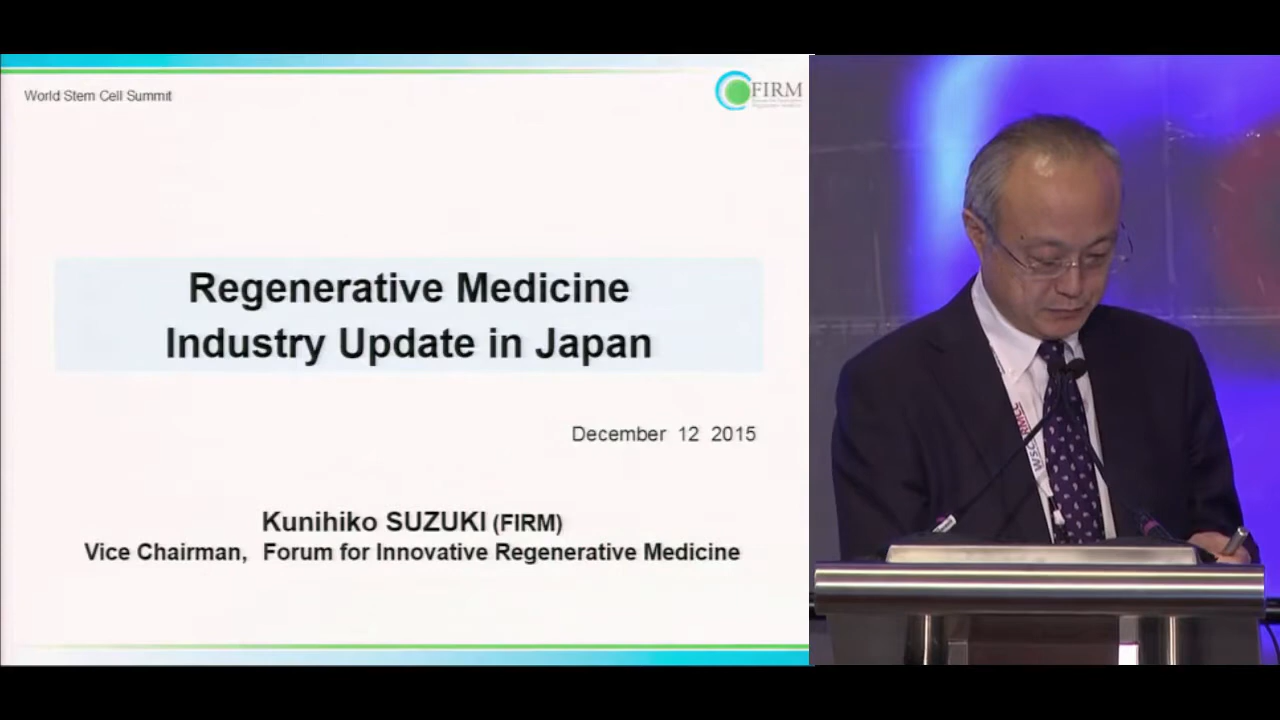 World Stem Cell Summit
FIRM
Regenerative Medicine
Industry Update in Japan
December 12 2015
Kunihiko SUZUKI (FIRM)
Vice Chairman, Forum for Innovative Regenerative Medicine